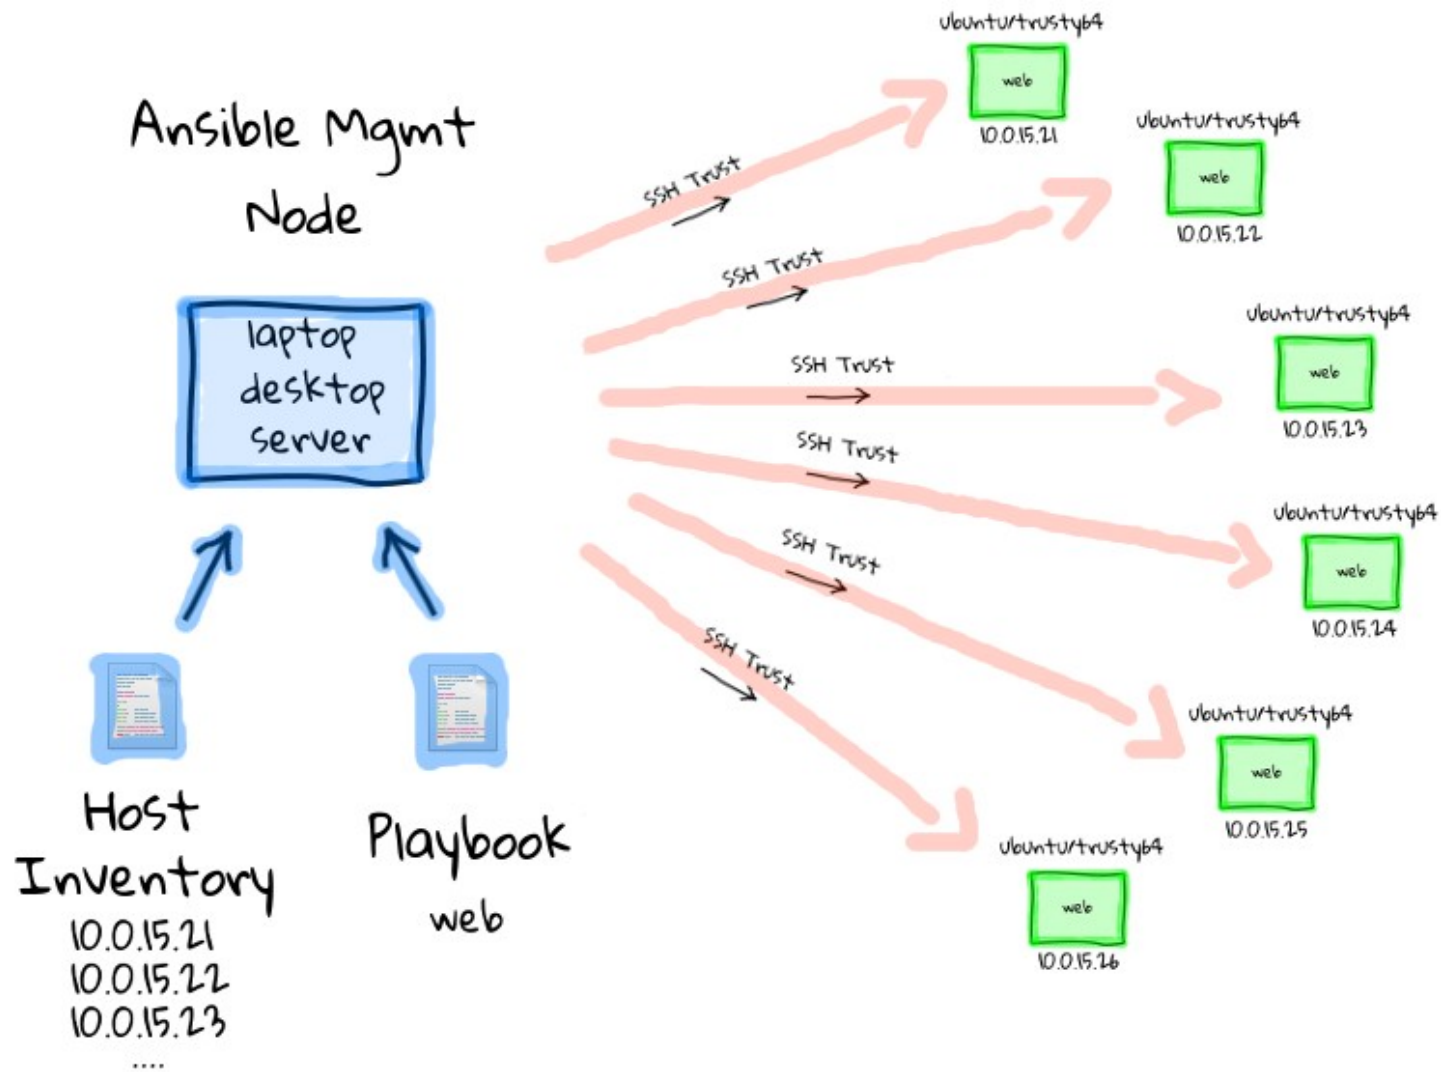 Ansible Mgmt
Node
laptop
desktop
server
Host
Inventory
10.0.15.21
10.0.15.22
10.0.15.23
....
Playbook
web
SSH Trust
SSH Trust
SSH Trust
SSH Trust
SSH Trust
SSH Trust
ubuntu/trusty64
web
10.0.15.21
ubuntu/trusty64
web
10.0.15.22
ubuntu/trusty64
web
10.0.15.23
ubuntu/trusty64
web
10.0.15.24
ubuntu/trusty64
web
10.0.15.25
ubuntu/trusty64
web
10.0.15.26